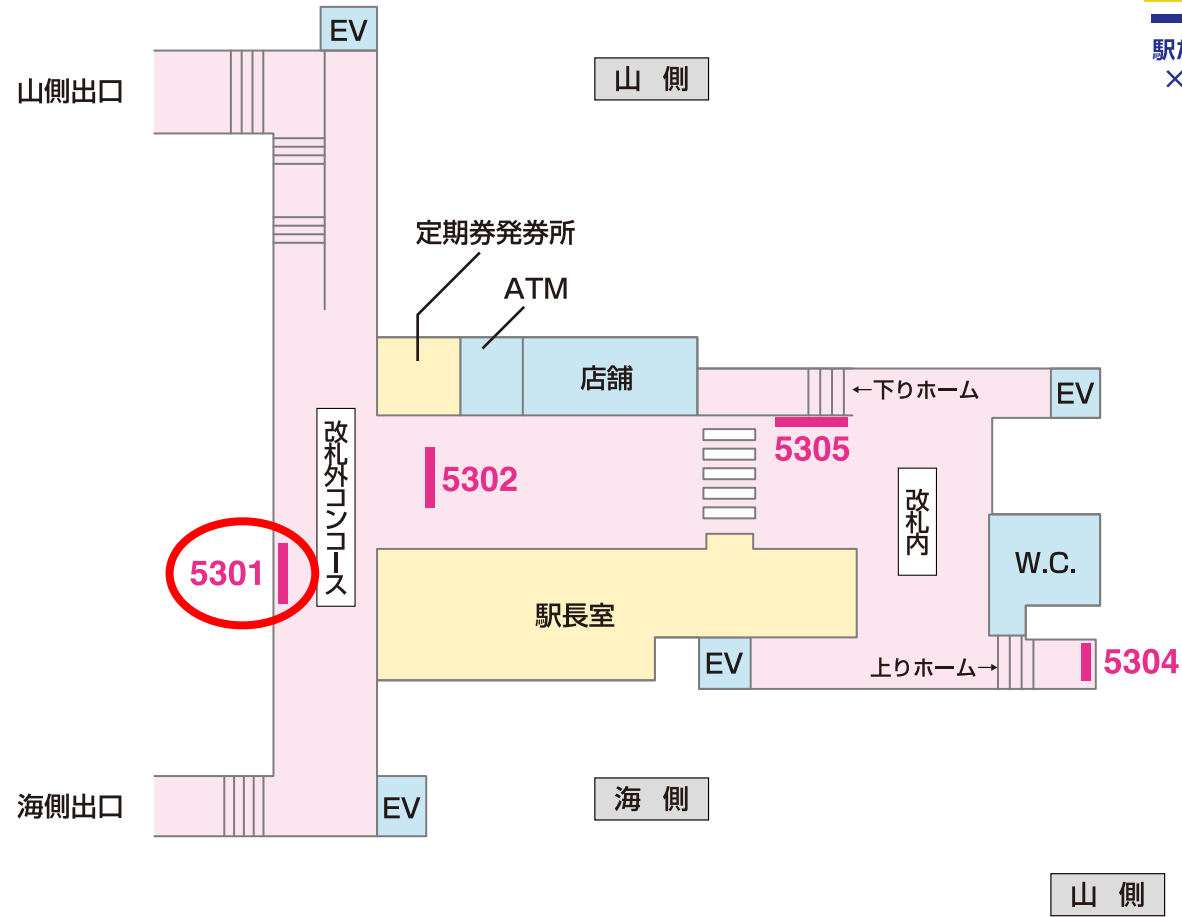 EV
駅
×
山側出口
山 側
定期券発券所
ATM
店舗
←下りホーム
EV
5305
改札外コンコース
5302
改札内
5301
W.C.
駅長室
EV
上りホーム→
5304
海側出口
EV
海 側
山 側